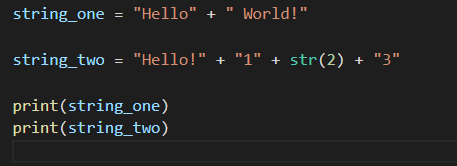 string_one = "Hello" + " World!"
string_two = "Hello!" + "1" + str(2) + "3"
print(string_one)
print(string_two)